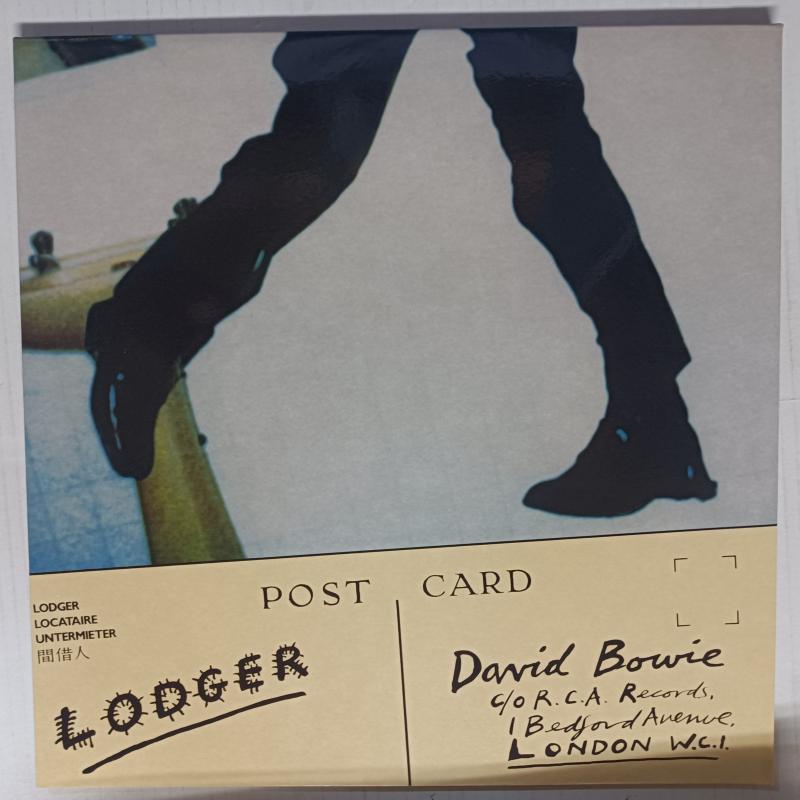 POST CARD
LODGER
LOCATAIRE
UNTERMIETER
間借人
LODGER
David Bowie
c/o R.C.A. Records,
1 Bedford Avenue,
LONDON W.C.1.